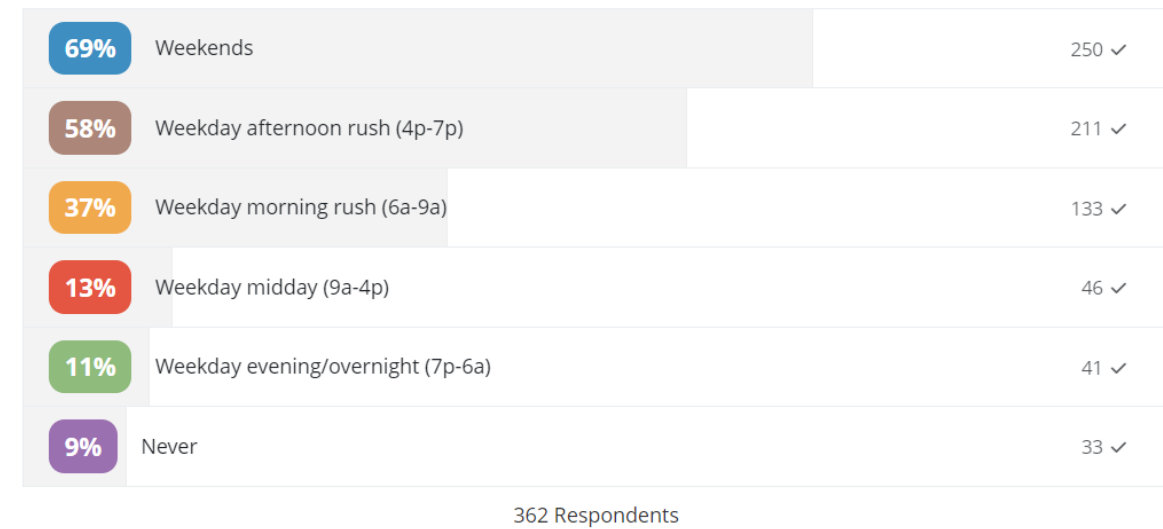 69% Weekends 250 ✓
58% Weekday afternoon rush (4p-7p) 211 ✓
37% Weekday morning rush (6a-9a) 133 ✓
13% Weekday midday (9a-4p) 46 ✓
11% Weekday evening/overnight (7p-6a) 41 ✓
9% Never 33 ✓
362 Respondents